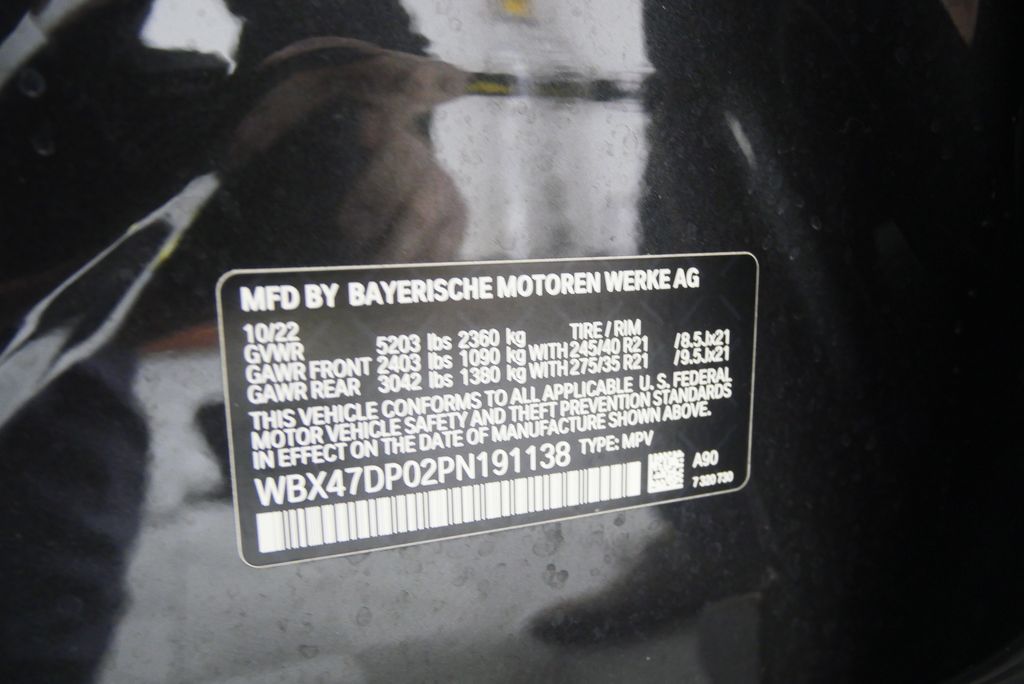 MFD BY BAYERISCHE MOTOREN WERKE AG
10/22 TIRE / RIM
GVWR 5203 lbs 2360 kg
GAWR FRONT 2403 lbs 1090 kg WITH 245/40 R21 /8.5Jx21
GAWR REAR 3042 lbs 1380 kg WITH 275/35 R21 /9.5Jx21
THIS VEHICLE CONFORMS TO ALL APPLICABLE U. S. FEDERAL
MOTOR VEHICLE SAFETY AND THEFT PREVENTION STANDARDS
IN EFFECT ON THE DATE OF MANUFACTURE SHOWN ABOVE.
WBX47DP02PN191138 TYPE: MPV
A90
7 320 730